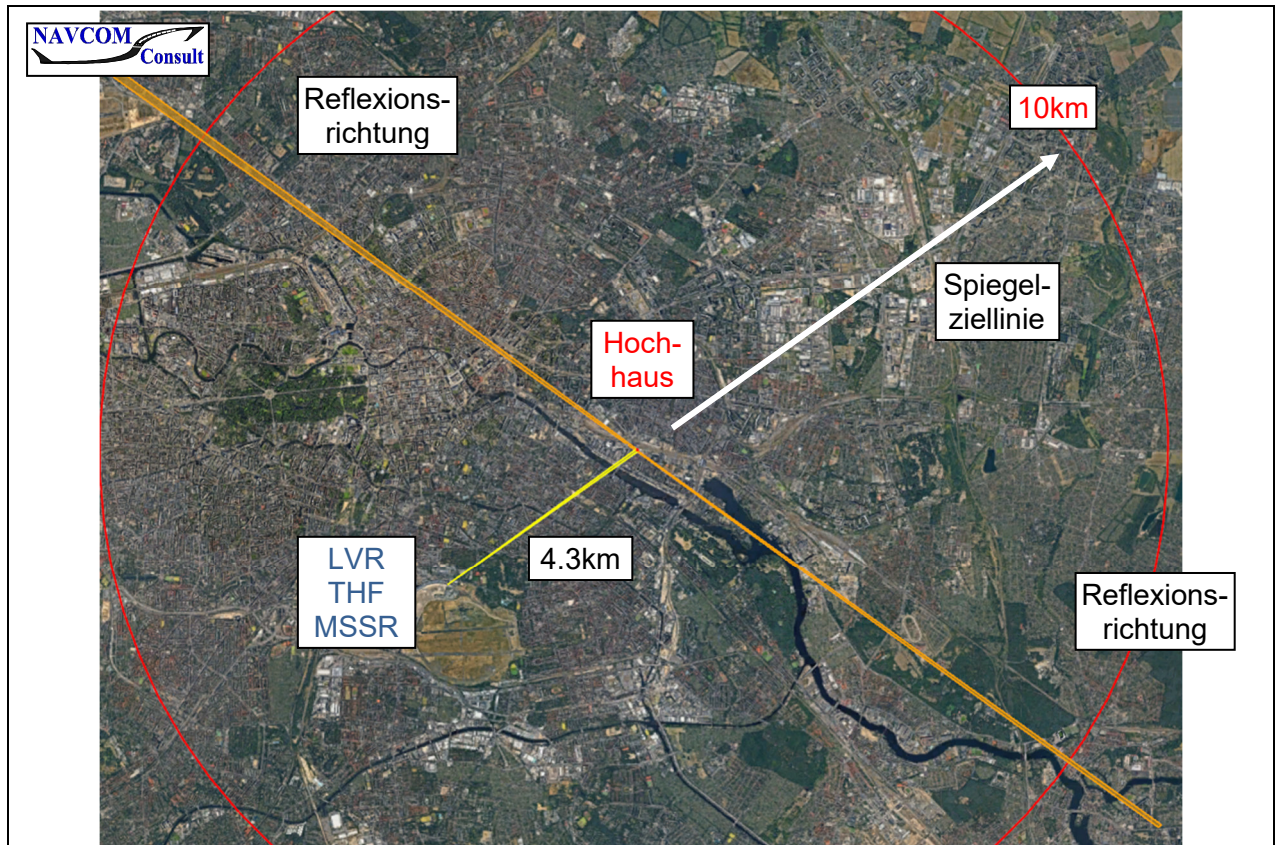 NAVCOM
Consult
Reflexions-
richtung
10km
Spiegel-
ziellinie
Hoch-
haus
LVR
THF
MSSR
4.3km
Reflexions-
richtung